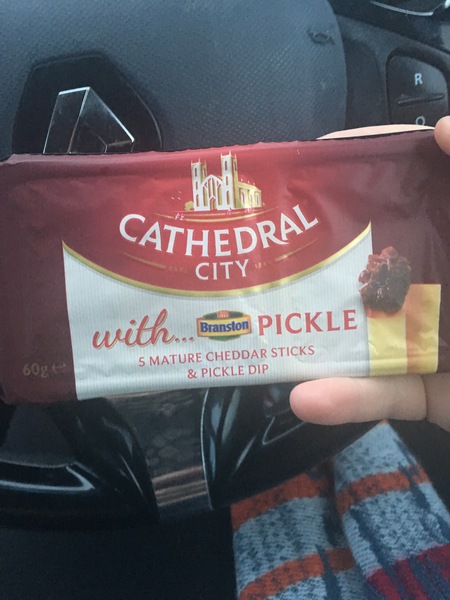 R
CATHEDRAL
CITY
with... Branston PICKLE
5 MATURE CHEDDAR STICKS
& PICKLE DIP
60g e